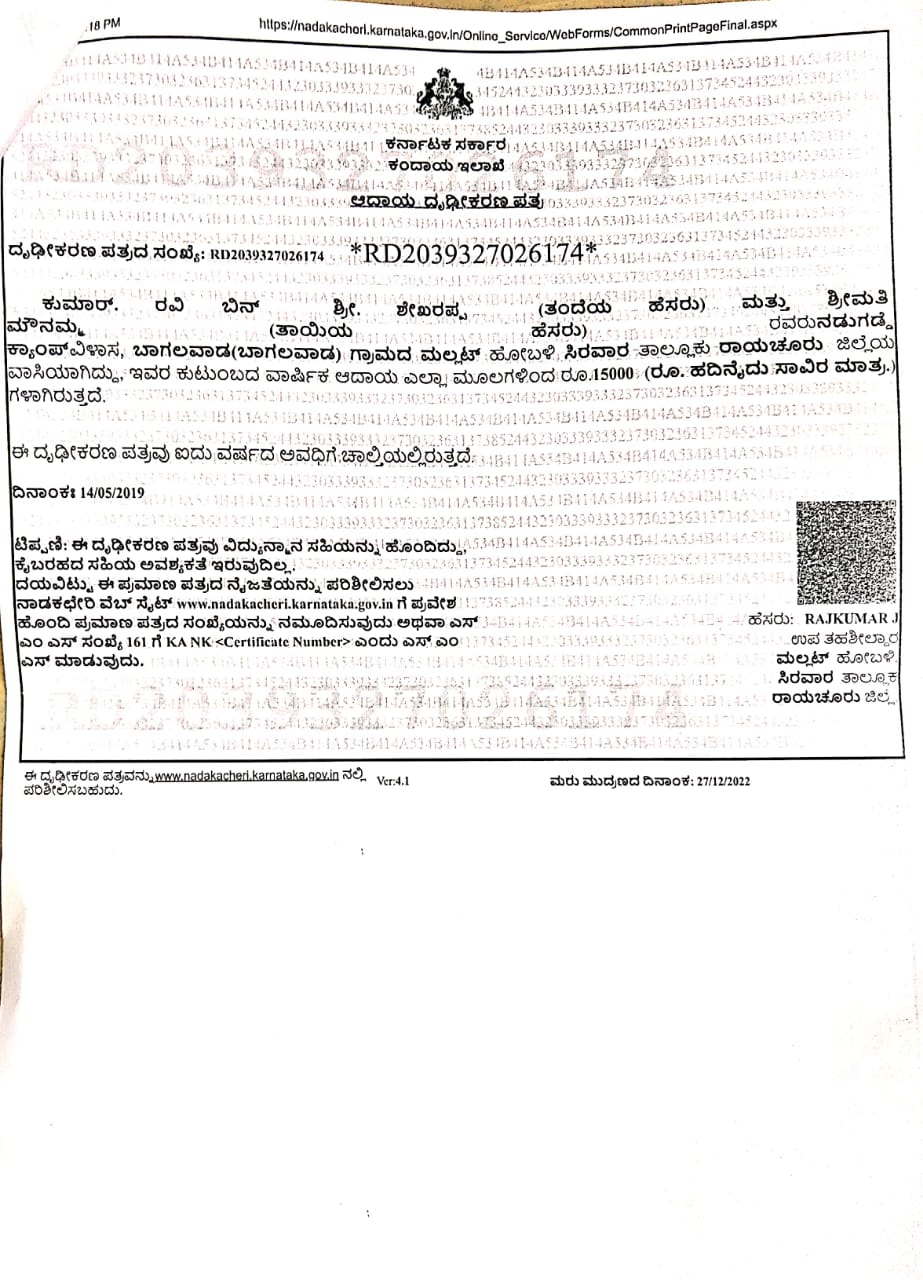 :18 PM https://nadakacheri.karnataka.gov.in/Online_Service/WebForms/CommonPrintPageFinal.aspx
ಕರ್ನಾಟಕ ಸರ್ಕಾರ
ಕಂದಾಯ ಇಲಾಖೆ
ಆದಾಯ ದೃಢೀಕರಣ ಪತ್ರ
ದೃಢೀಕರಣ ಪತ್ರದ ಸಂಖ್ಯೆ: RD2039327026174 *RD2039327026174*
ಕುಮಾರ್. ರವಿ ಬಿನ್ ಶ್ರೀ. ಶೇಖರಪ್ಪ (ತಂದೆಯ ಹೆಸರು) ಮತ್ತು ಶ್ರೀಮತಿ
ಮೌನಮ್ಮ (ತಾಯಿಯ ಹೆಸರು) ರವರುನಡುಗಡ್ಡೆ
ಕ್ಯಾಂಪ್‌ವಿಳಾಸ, ಬಾಗಲವಾಡ(ಬಾಗಲವಾಡ) ಗ್ರಾಮದ ಮಲ್ಲಟ್ ಹೋಬಳಿ ಸಿರವಾರ ತಾಲ್ಲೂಕು ರಾಯಚೂರು ಜಿಲ್ಲೆಯ
ವಾಸಿಯಾಗಿದ್ದು, ಇವರ ಕುಟುಂಬದ ವಾರ್ಷಿಕ ಆದಾಯ ಎಲ್ಲಾ ಮೂಲಗಳಿಂದ ರೂ.15000 (ರೂ. ಹದಿನೈದು ಸಾವಿರ ಮಾತ್ರ.)
ಗಳಾಗಿರುತ್ತದೆ.
ಈ ದೃಢೀಕರಣ ಪತ್ರವು ಐದು ವರ್ಷದ ಅವಧಿಗೆ ಚಾಲ್ತಿಯಲ್ಲಿರುತ್ತದೆ
ದಿನಾಂಕ: 14/05/2019
ಟಿಪ್ಪಣಿ: ಈ ದೃಢೀಕರಣ ಪತ್ರವು ವಿದ್ಯುನ್ಮಾನ ಸಹಿಯನ್ನು ಹೊಂದಿದ್ದು,
ಕೈಬರಹದ ಸಹಿಯ ಅವಶ್ಯಕತೆ ಇರುವುದಿಲ್ಲ.
ದಯವಿಟ್ಟು ಈ ಪ್ರಮಾಣ ಪತ್ರದ ನೈಜತೆಯನ್ನು ಪರಿಶೀಲಿಸಲು
ನಾಡಕಛೇರಿ ವೆಬ್ ಸೈಟ್ www.nadakacheri.karnataka.gov.in ಗೆ ಪ್ರವೇಶ
ಹೊಂದಿ ಪ್ರಮಾಣ ಪತ್ರದ ಸಂಖ್ಯೆಯನ್ನು ನಮೂದಿಸುವುದು ಅಥವಾ ಎಸ್
ಎಂ ಎಸ್ ಸಂಖ್ಯೆ 161 ಗೆ KA NK <Certificate Number> ಎಂದು ಎಸ್ ಎಂ
ಎಸ್ ಮಾಡುವುದು.
ಹೆಸರು: RAJKUMAR J
ಉಪ ತಹಶೀಲ್ದಾರ
ಮಲ್ಲಟ್ ಹೋಬಳಿ
ಸಿರವಾರ ತಾಲ್ಲೂಕ
ರಾಯಚೂರು ಜಿಲ್ಲೆ
ಈ ದೃಢೀಕರಣ ಪತ್ರವನ್ನು www.nadakacheri.karnataka.gov.in ನಲ್ಲಿ
ಪರಿಶೀಲಿಸಬಹುದು.
Ver:4.1
ಮರು ಮುದ್ರಣದ ದಿನಾಂಕ: 27/12/2022